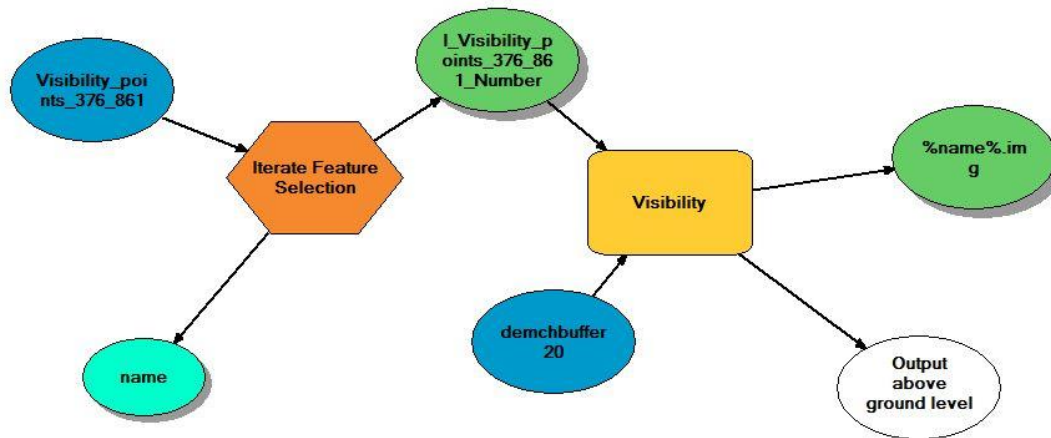 Visibility_poi
nts_376_861
I_Visibility_p
oints_376_86
1_Number
Iterate Feature
Selection
%name%.im
g
Visibility
demchbuffer
20
name
Output
above
ground level